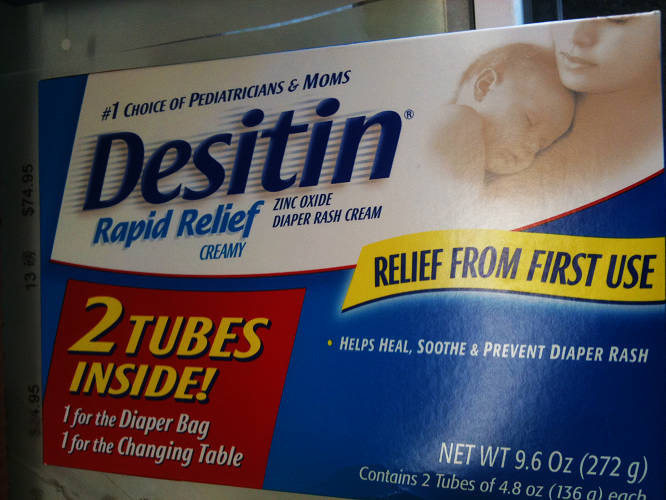 #1 CHOICE OF PEDIATRICIANS & MOMS
Desitin®
Rapid Relief
CREAMY
ZINC OXIDE
DIAPER RASH CREAM
RELIEF FROM FIRST USE
2 TUBES
INSIDE!
1 for the Diaper Bag
1 for the Changing Table
• HELPS HEAL, SOOTHE & PREVENT DIAPER RASH
NET WT 9.6 Oz (272 g)
Contains 2 Tubes of 4.8 oz (136 g) each
$74.95
13